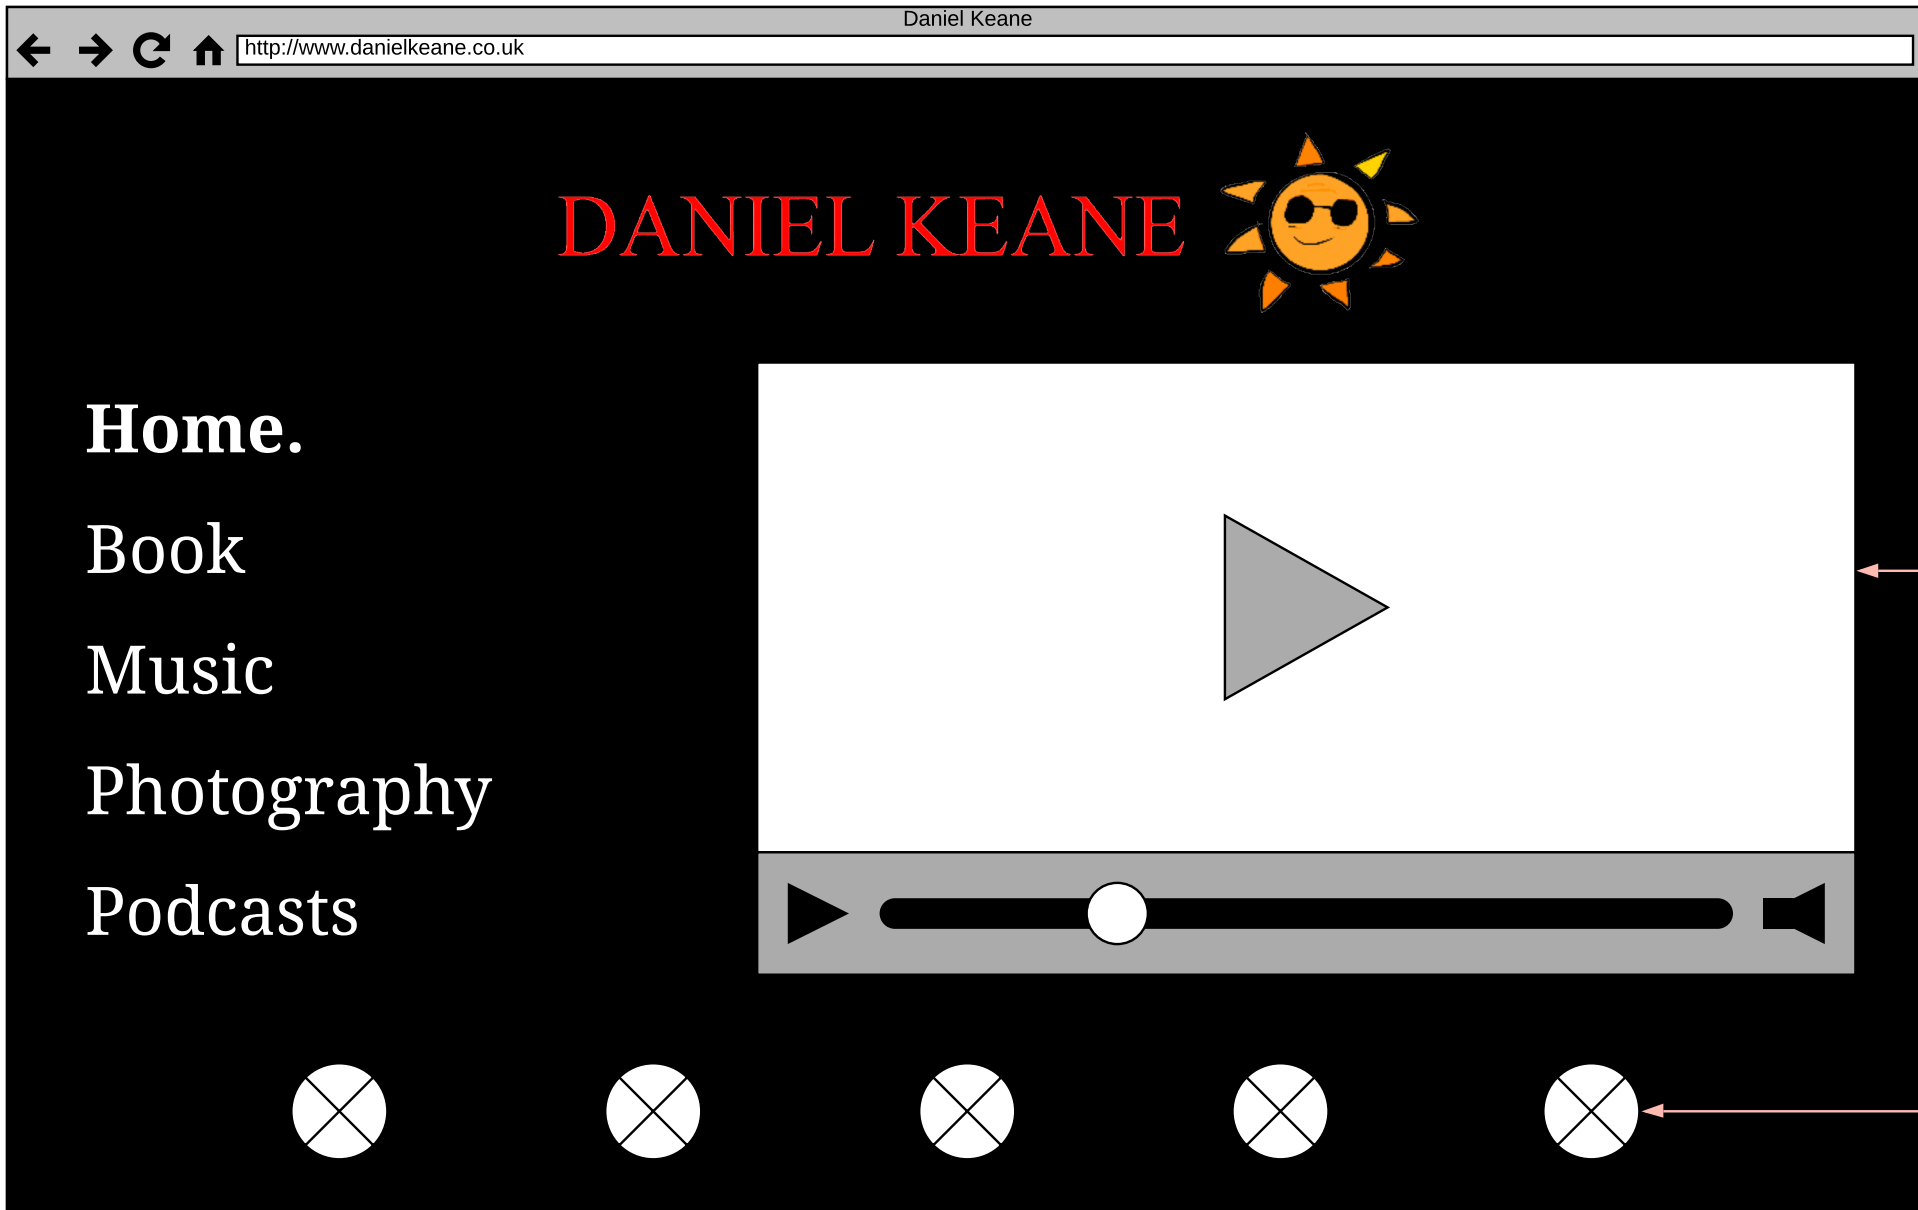 Daniel Keane
http://www.danielkeane.co.uk
DANIEL KEANE
Home.
Book
Music
Photography
Podcasts